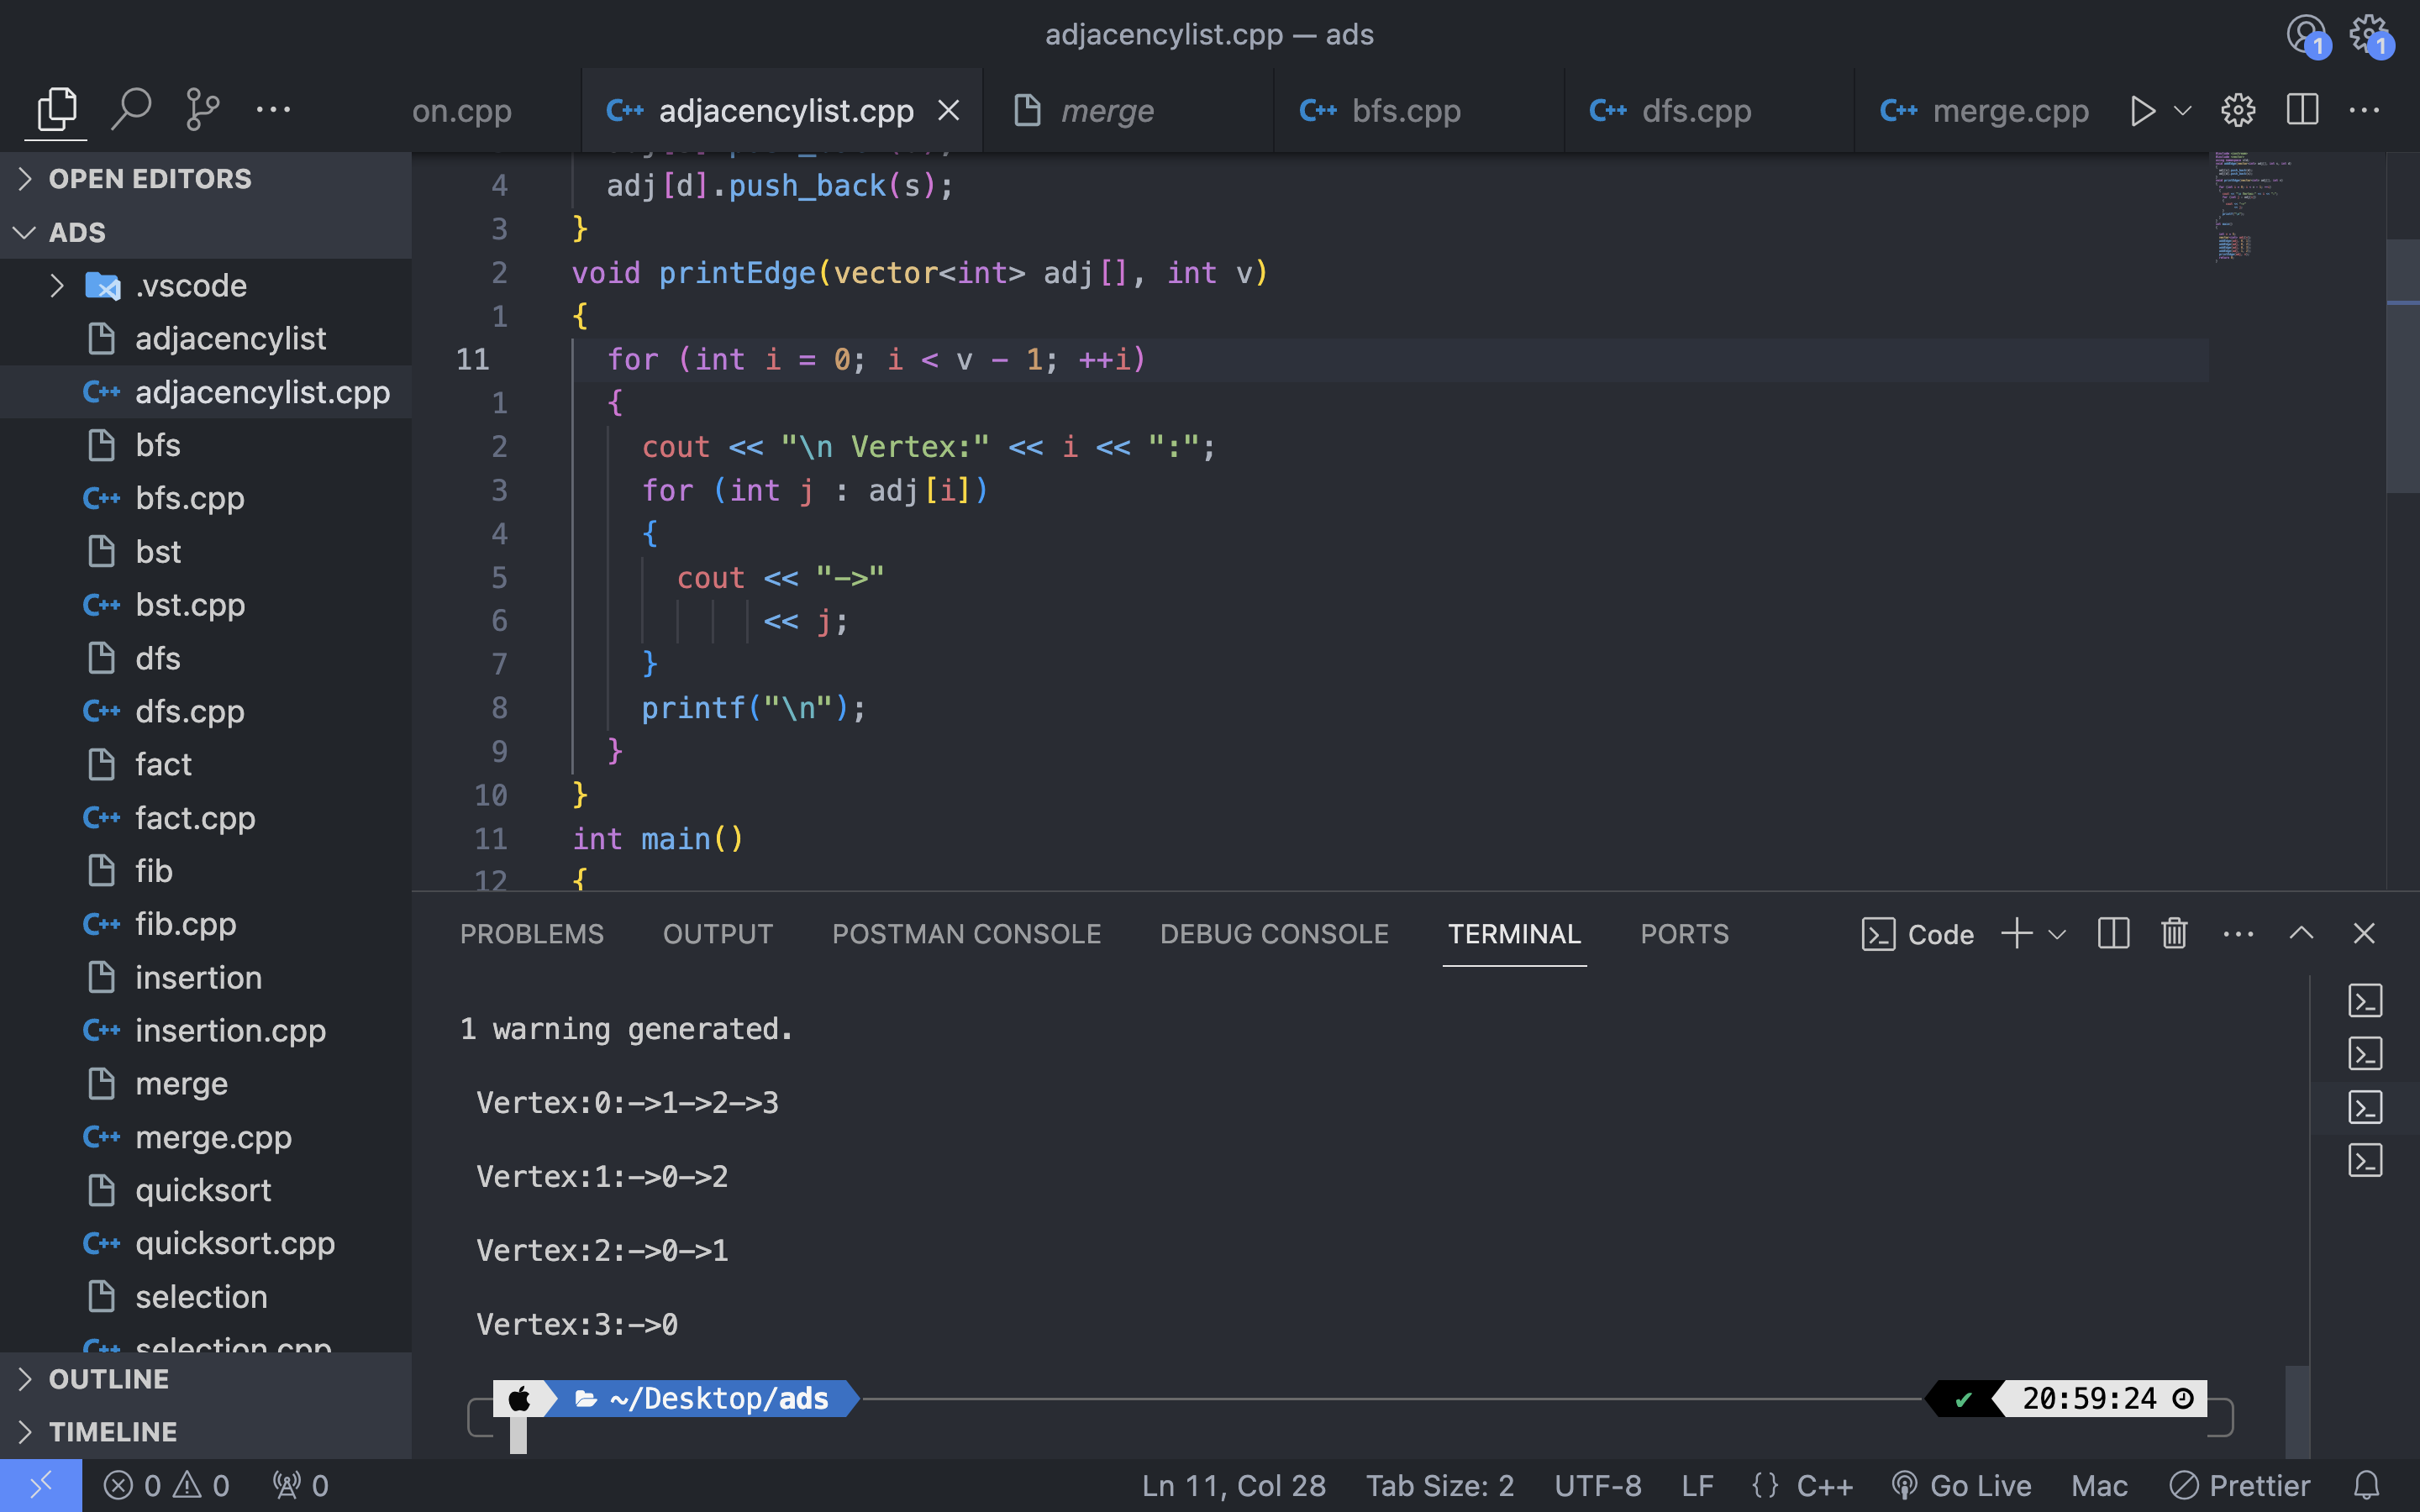 adjacencylist.cpp — ads
1
1
on.cpp
C++ adjacencylist.cpp
merge
C++ bfs.cpp
C++ dfs.cpp
C++ merge.cpp
OPEN EDITORS
ADS
.vscode
adjacencylist
C++ adjacencylist.cpp
bfs
C++ bfs.cpp
bst
C++ bst.cpp
dfs
C++ dfs.cpp
fact
C++ fact.cpp
fib
C++ fib.cpp
insertion
C++ insertion.cpp
merge
C++ merge.cpp
quicksort
C++ quicksort.cpp
selection
C++ selection.cpp
OUTLINE
TIMELINE
4 adj[d].push_back(s);
3 }
2 void printEdge(vector<int> adj[], int v)
1 {
11 for (int i = 0; i < v - 1; ++i)
1 {
2 cout << "\n Vertex:" << i << ":";
3 for (int j : adj[i])
4 {
5 cout << "->"
6 << j;
7 }
8 printf("\n");
9 }
10 }
11 int main()
12 {
PROBLEMS OUTPUT POSTMAN CONSOLE DEBUG CONSOLE TERMINAL PORTS Code
1 warning generated.
Vertex:0:->1->2->3
Vertex:1:->0->2
Vertex:2:->0->1
Vertex:3:->0
~/Desktop/ads 20:59:24
0 0 0 Ln 11, Col 28 Tab Size: 2 UTF-8 LF {} C++ Go Live Mac Prettier